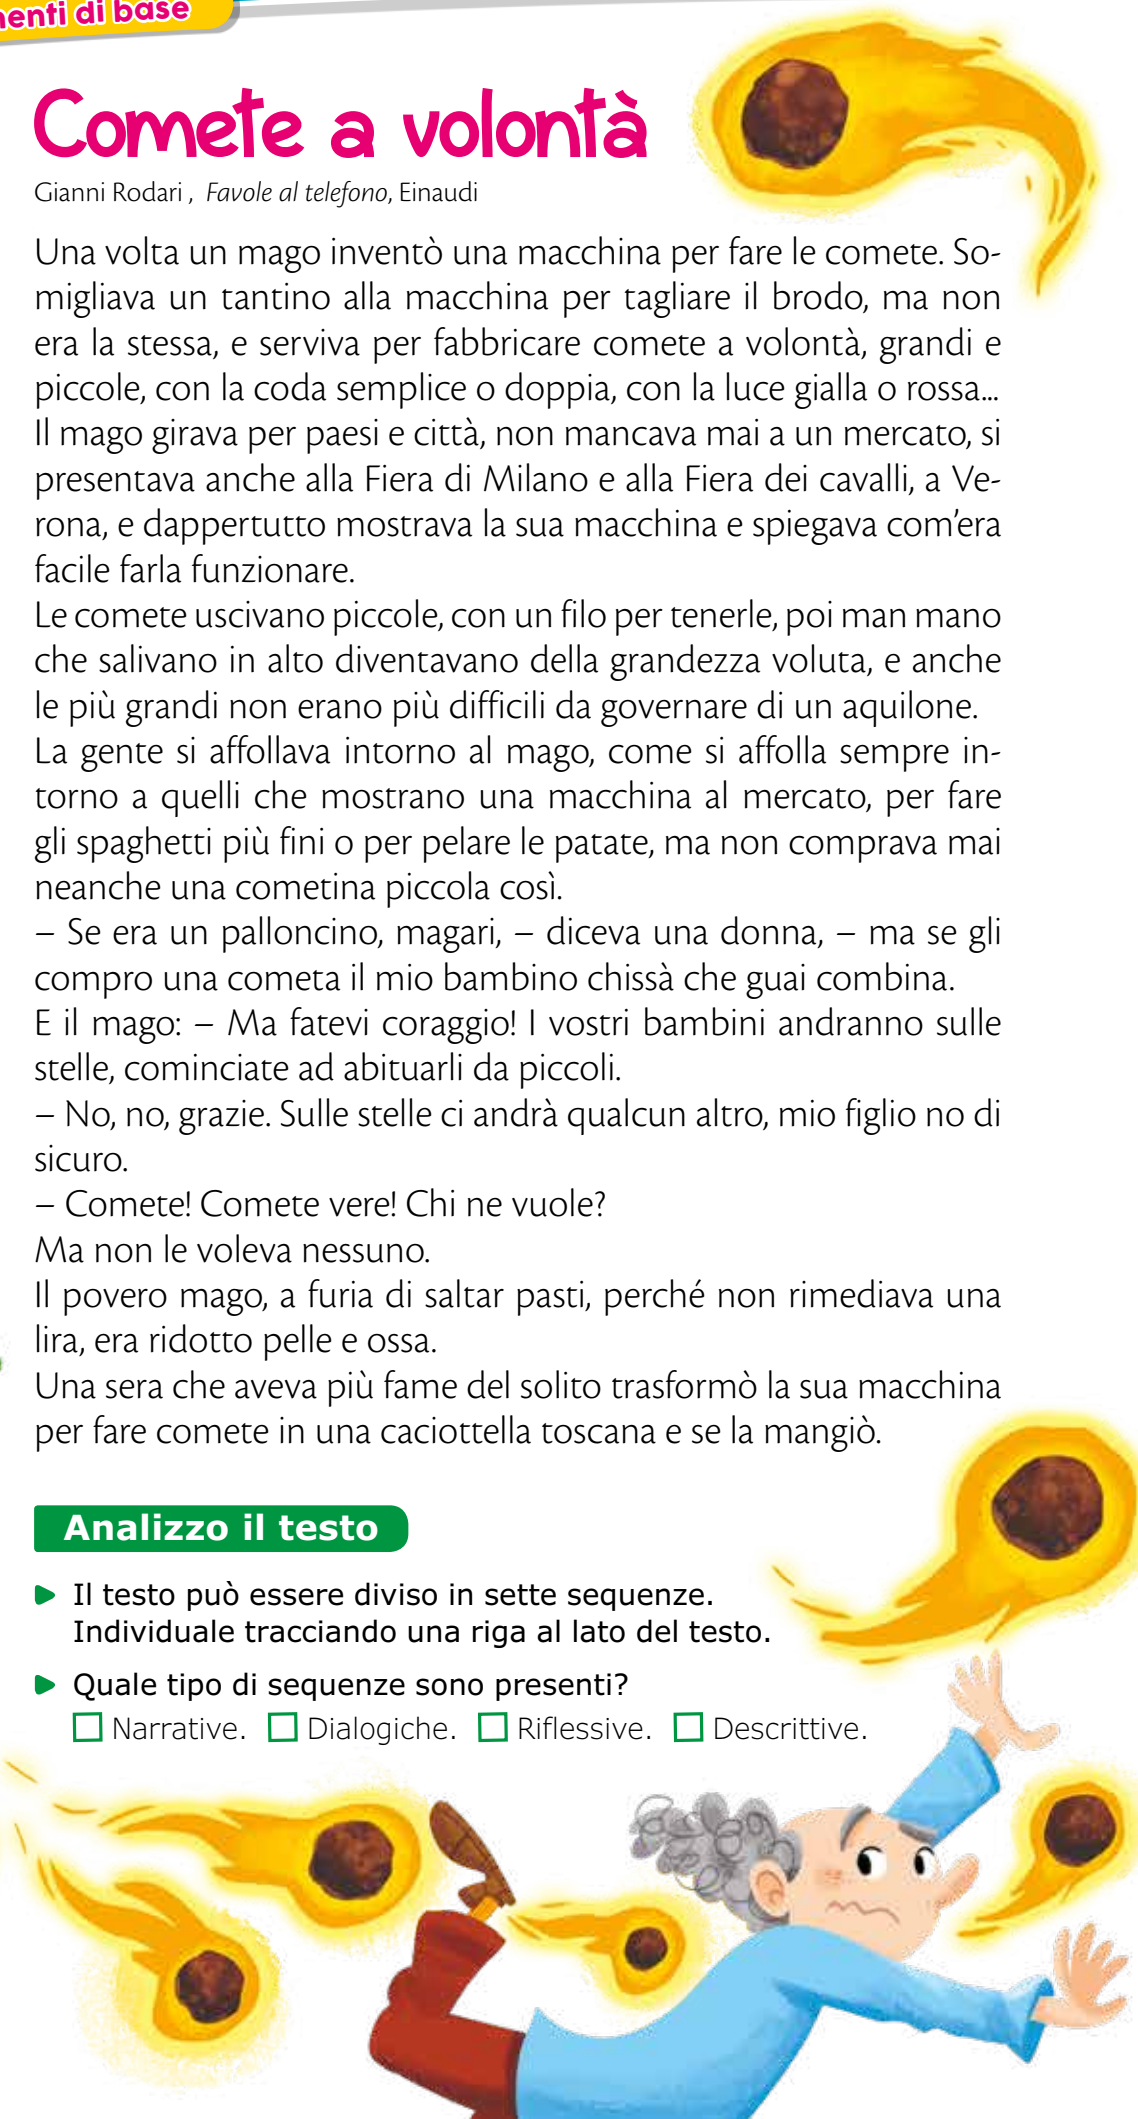 enti di base
Comete a volontà
Gianni Rodari , Favole al telefono, Einaudi
Una volta un mago inventò una macchina per fare le comete. So-
migliava un tantino alla macchina per tagliare il brodo, ma non
era la stessa, e serviva per fabbricare comete a volontà, grandi e
piccole, con la coda semplice o doppia, con la luce gialla o rossa...
Il mago girava per paesi e città, non mancava mai a un mercato, si
presentava anche alla Fiera di Milano e alla Fiera dei cavalli, a Ve-
rona, e dappertutto mostrava la sua macchina e spiegava com'era
facile farla funzionare.
Le comete uscivano piccole, con un filo per tenerle, poi man mano
che salivano in alto diventavano della grandezza voluta, e anche
le più grandi non erano più difficili da governare di un aquilone.
La gente si affollava intorno al mago, come si affolla sempre in-
torno a quelli che mostrano una macchina al mercato, per fare
gli spaghetti più fini o per pelare le patate, ma non comprava mai
neanche una cometina piccola così.
– Se era un palloncino, magari, – diceva una donna, – ma se gli
compro una cometa il mio bambino chissà che guai combina.
E il mago: – Ma fatevi coraggio! I vostri bambini andranno sulle
stelle, cominciate ad abituarli da piccoli.
– No, no, grazie. Sulle stelle ci andrà qualcun altro, mio figlio no di
sicuro.
– Comete! Comete vere! Chi ne vuole?
Ma non le voleva nessuno.
Il povero mago, a furia di saltar pasti, perché non rimediava una
lira, era ridotto pelle e ossa.
Una sera che aveva più fame del solito trasformò la sua macchina
per fare comete in una caciottella toscana e se la mangiò.
Analizzo il testo
Il testo può essere diviso in sette sequenze.
Individuale tracciando una riga al lato del testo.
Quale tipo di sequenze sono presenti?
Narrative. Dialogiche. Riflessive. Descrittive.